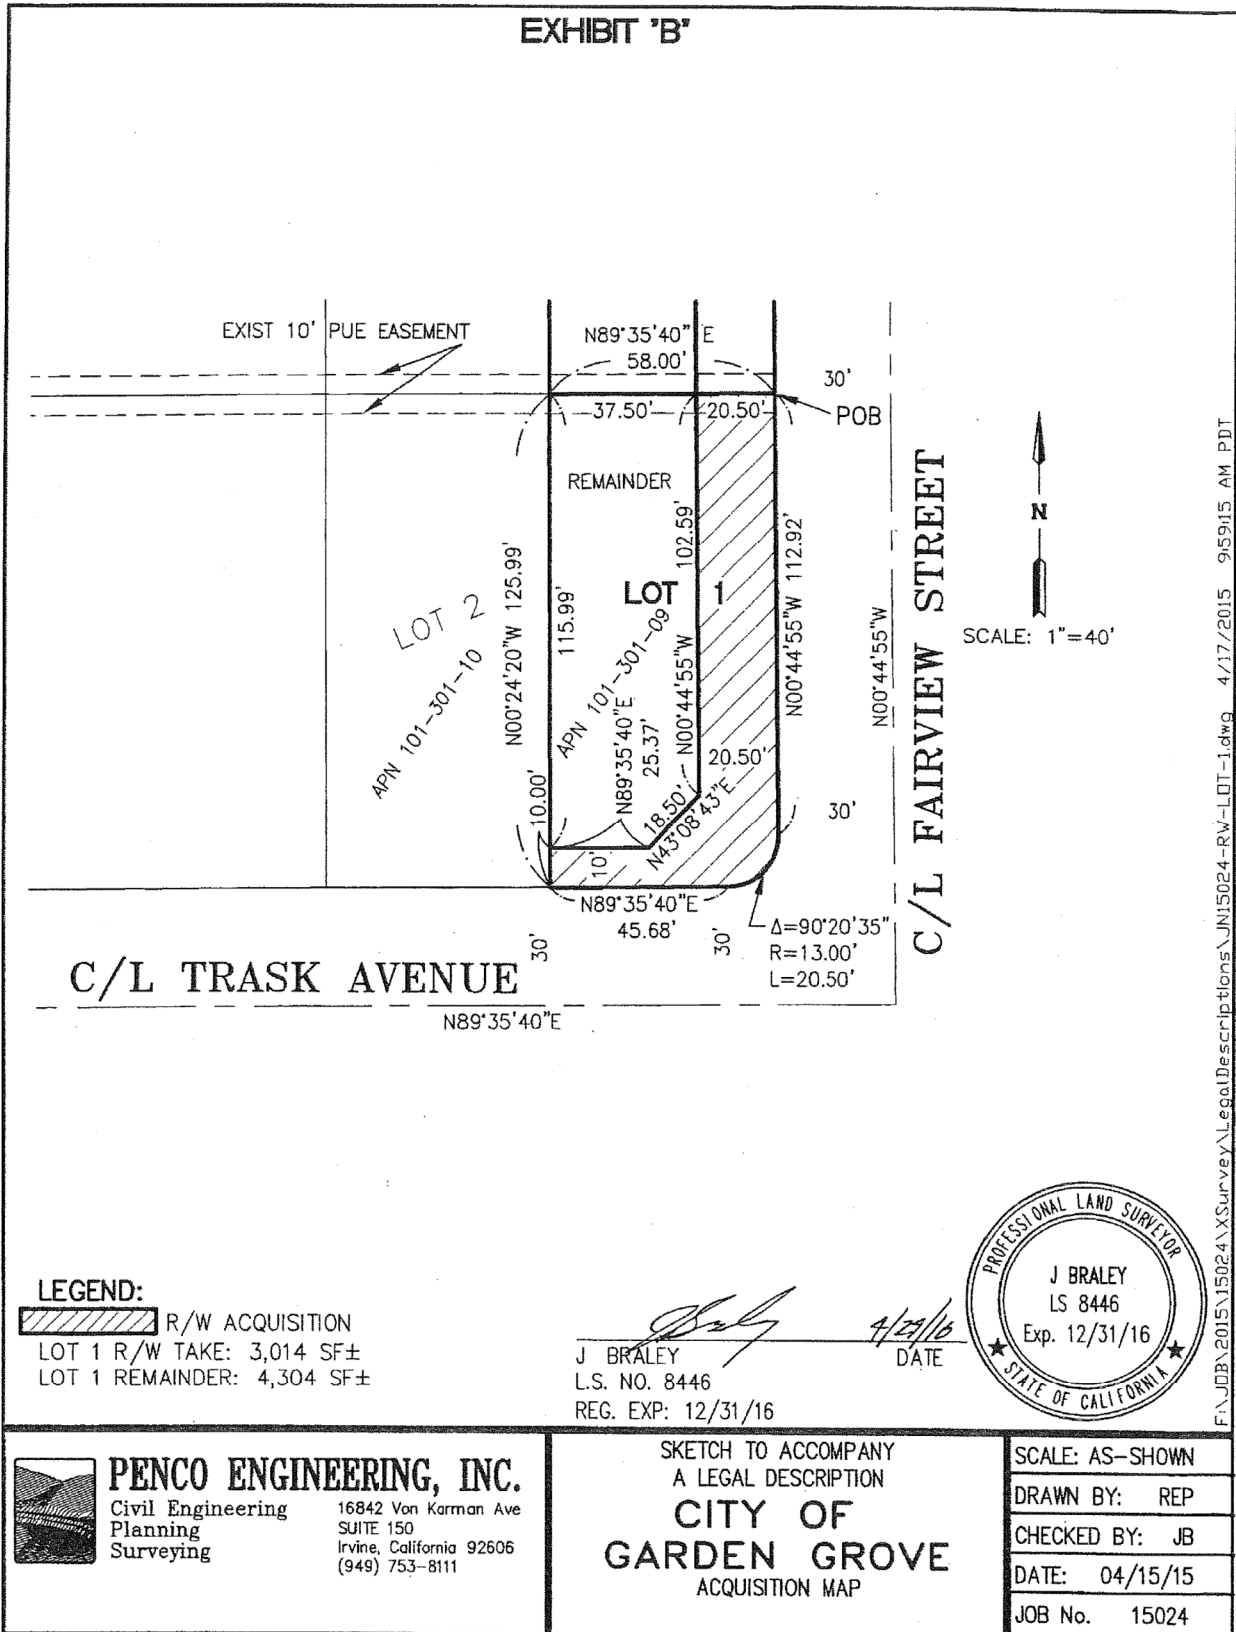 EXHIBIT "B"
EXIST 10' PUE EASEMENT
N89°35'40" E
58.00'
30'
37.50'
20.50'
POB
REMAINDER
102.59'
LOT 1
N00°44'55"W 112.92'
N00°44'55"W
C/L FAIRVIEW STREET
N
SCALE: 1"=40'
LOT 2
APN 101-301-10
N00°24'20"W 125.99'
115.99'
APN 101-301-09
N89°35'40"E
25.37'
N00°44'55"W
20.50'
10.00'
18.50'
N43°08'43"E
30'
10'
N89°35'40"E
45.68'
30'
30'
Δ=90°20'35"
R=13.00'
L=20.50'
C/L TRASK AVENUE
N89°35'40"E
F:\JOB\2015\15024\XSurvey\LegalDescriptions\JN15024-RW-LOT-1.dwg 4/17/2015 9:59:15 AM PDT
LEGEND:
R/W ACQUISITION
LOT 1 R/W TAKE: 3,014 SF±
LOT 1 REMAINDER: 4,304 SF±
J BRALEY
L.S. NO. 8446
REG. EXP: 12/31/16
DATE
PROFESSIONAL LAND SURVEYOR
J BRALEY
LS 8446
Exp. 12/31/16
STATE OF CALIFORNIA
PENCO ENGINEERING, INC.
Civil Engineering
Planning
Surveying
16842 Von Karman Ave
SUITE 150
Irvine, California 92606
(949) 753-8111
SKETCH TO ACCOMPANY
A LEGAL DESCRIPTION
CITY OF
GARDEN GROVE
ACQUISITION MAP
SCALE: AS-SHOWN
DRAWN BY: REP
CHECKED BY: JB
DATE: 04/15/15
JOB No. 15024